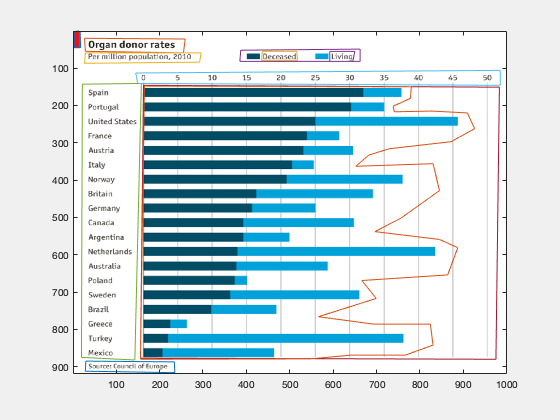 Organ donor rates
Per million population, 2010
Deceased Living
0 5 10 15 20 25 30 35 40 45 50
Spain
Portugal
United States
France
Austria
Italy
Norway
Britain
Germany
Canada
Argentina
Netherlands
Australia
Poland
Sweden
Brazil
Greece
Turkey
Mexico
Source: Council of Europe
100
200
300
400
500
600
700
800
900
100 200 300 400 500 600 700 800 900 1000